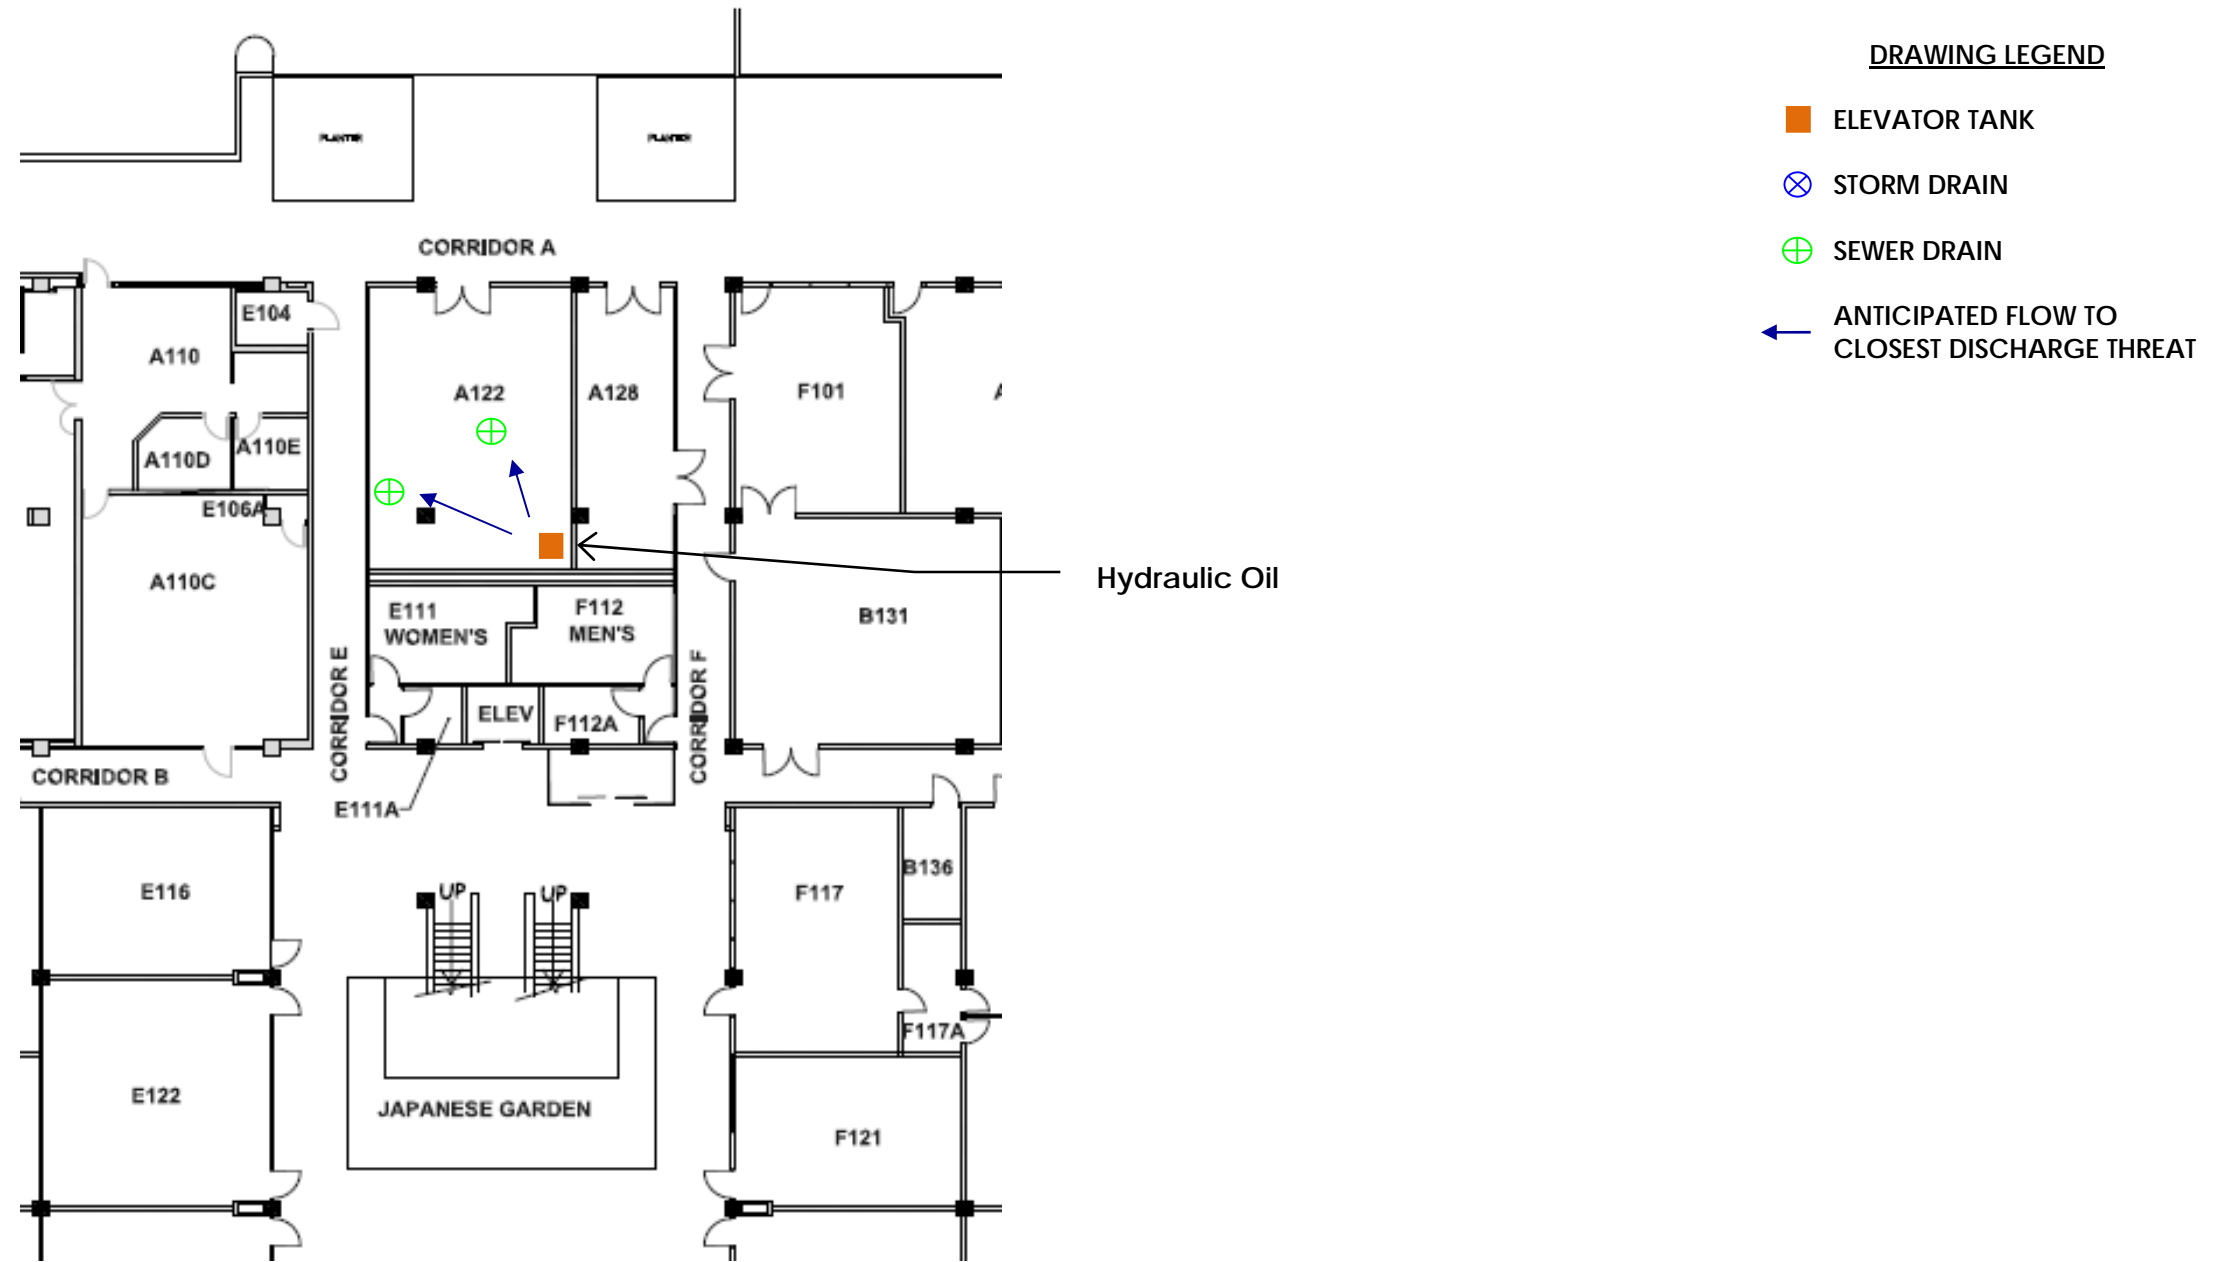 DRAWING LEGEND
ELEVATOR TANK
STORM DRAIN
SEWER DRAIN
ANTICIPATED FLOW TO
CLOSEST DISCHARGE THREAT
PLANTER
PLANTER
CORRIDOR A
E104
A110
A122
A128
F101
A110D
A110E
E106A
A110C
Hydraulic Oil
E111
WOMEN'S
F112
MEN'S
B131
CORRIDOR E
CORRIDOR F
ELEV
F112A
CORRIDOR B
E111A
E116
UP
UP
F117
B136
F117A
E122
JAPANESE GARDEN
F121